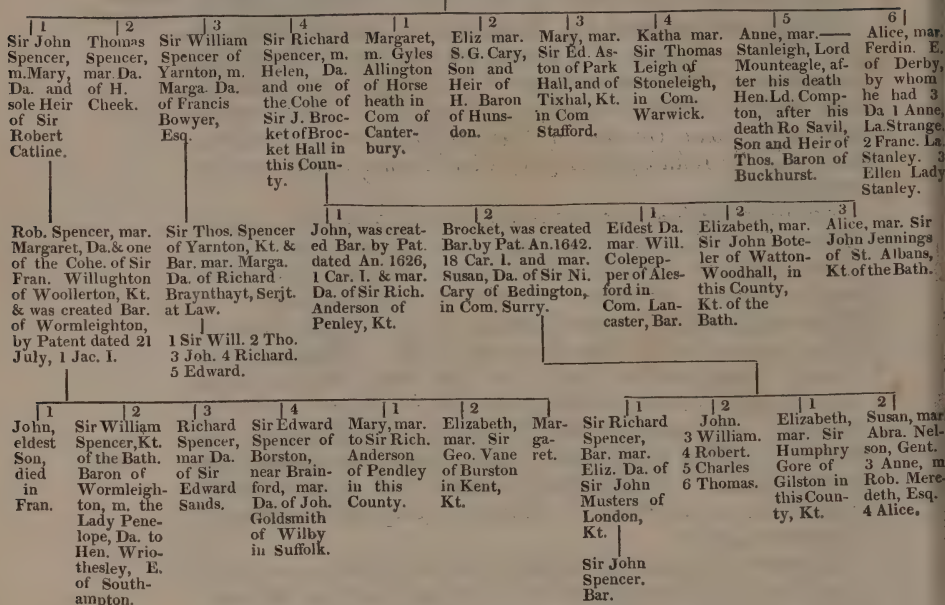 1
Sir John
Spencer,
m. Mary,
Da. and
sole Heir
of Sir
Robert
Catline.
2
Thomas
Spencer,
mar. Da.
of H.
Cheek.
3
Sir William
Spencer of
Yarnton, m.
Marga. Da.
of Francis
Bowyer,
Esq.
4
Sir Richard
Spencer, m.
Helen, Da.
and one of
the Cohe of
Sir J. Broc-
ket of Broc-
ket Hall in
this Coun-
ty.
1
Margaret,
m. Gyles
Allington
of Horse
heath in
Com of
Canter-
bury.
2
Eliz mar.
S. G. Cary,
Son and
Heir of
H. Baron
of Huns-
don.
3
Mary, mar.
Sir Ed. As-
ton of Park
Hall, and of
Tixhal, Kt.
in Com
Stafford.
4
Katha mar.
Sir Thomas
Leigh of
Stoneleigh,
in Com.
Warwick.
5
Anne, mar.—
Stanleigh, Lord
Mounteagle, af-
ter his death
Hen. Ld. Comp-
ton, after his
death Ro Savil,
Son and Heir of
Thos. Baron of
Buckhurst.
6
Alice, mar.
Ferdin. E.
of Derby,
by whom
he had 3
Da 1 Anne,
La. Strange,
2 Franc. La.
Stanley. 3
Ellen Lady
Stanley.
Rob. Spencer, mar.
Margaret, Da. & one
of the Cohe. of Sir
Fran. Willughton
of Woollerton, Kt.
& was created Bar.
of Wormleighton,
by Patent dated 21
July, 1 Jac. I.
Sir Thos. Spencer
of Yarnton, Kt. &
Bar. mar. Marga.
Da. of Richard
Braynthayt, Serjt.
at Law.
1 Sir Will. 2 Tho.
3 Joh. 4 Richard.
5 Edward.
1
John, was creat-
ed Bar. by Pat.
dated An. 1626,
1 Car. I. & mar.
Da. of Sir Rich.
Anderson of
Penley, Kt.
2
Brocket, was created
Bar. by Pat. An. 1642.
18 Car. I. and mar.
Susan, Da. of Sir Ni.
Cary of Bedington,
in Com. Surry.
1
Eldest Da.
mar. Will.
Colepep-
per of Ales-
ford in
Com. Lan-
caster, Bar.
2
Elizabeth, mar.
Sir John Bote-
ler of Watton-
Woodhall, in
this County,
Kt. of the
Bath.
3
Alice, mar. Sir
John Jennings
of St. Albans,
Kt. of the Bath.
1
John,
eldest
Son,
died
in
Fran.
2
Sir William
Spencer, Kt.
of the Bath.
Baron of
Wormleigh-
ton, m. the
Lady Pene-
lope, Da. to
Hen. Wrio-
thesley, E.
of South-
ampton.
3
Richard
Spencer,
mar Da.
of Sir
Edward
Sands.
4
Sir Edward
Spencer of
Borston,
near Brain-
ford, mar.
Da. of Joh.
Goldsmith
of Wilby
in Suffolk.
1
Mary, mar.
to Sir Rich.
Anderson
of Pendley
in this
County.
2
Elizabeth,
mar. Sir
Geo. Vane
of Burston
in Kent,
Kt.
Mar-
ga-
ret.
1
Sir Richard
Spencer,
Bar. mar.
Eliz. Da. of
Sir John
Musters of
London,
Kt.
Sir John
Spencer.
Bar.
2
John.
3 William.
4 Robert.
5 Charles
6 Thomas.
1
Elizabeth,
mar. Sir
Humphry
Gore of
Gilston in
this Coun-
ty, Kt.
2
Susan, mar
Abra. Nel-
son, Gent.
3 Anne, m
Rob. Mere-
deth, Esq.
4 Alice.